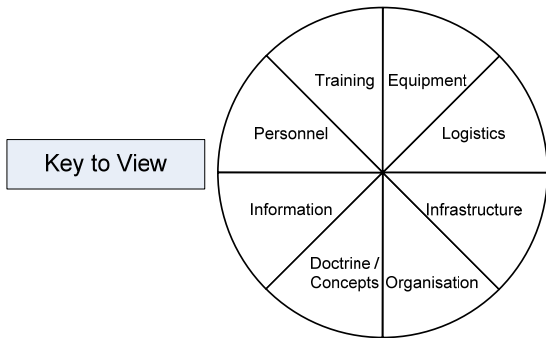 Training
Equipment
Personnel
Logistics
Key to View
Information
Infrastructure
Doctrine /
Concepts
Organisation